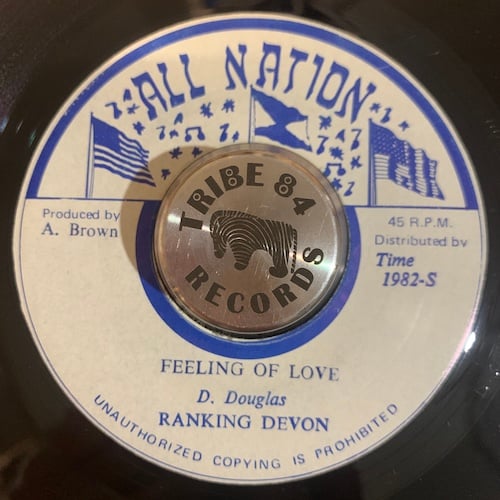 ALL NATION
TRIBE 84
RECORDS
Produced by
A. Brown
45 R.P.M.
Distributed by
Time
1982-S
FEELING OF LOVE
D. Douglas
RANKING DEVON
UNAUTHORIZED COPYING IS PROHIBITED